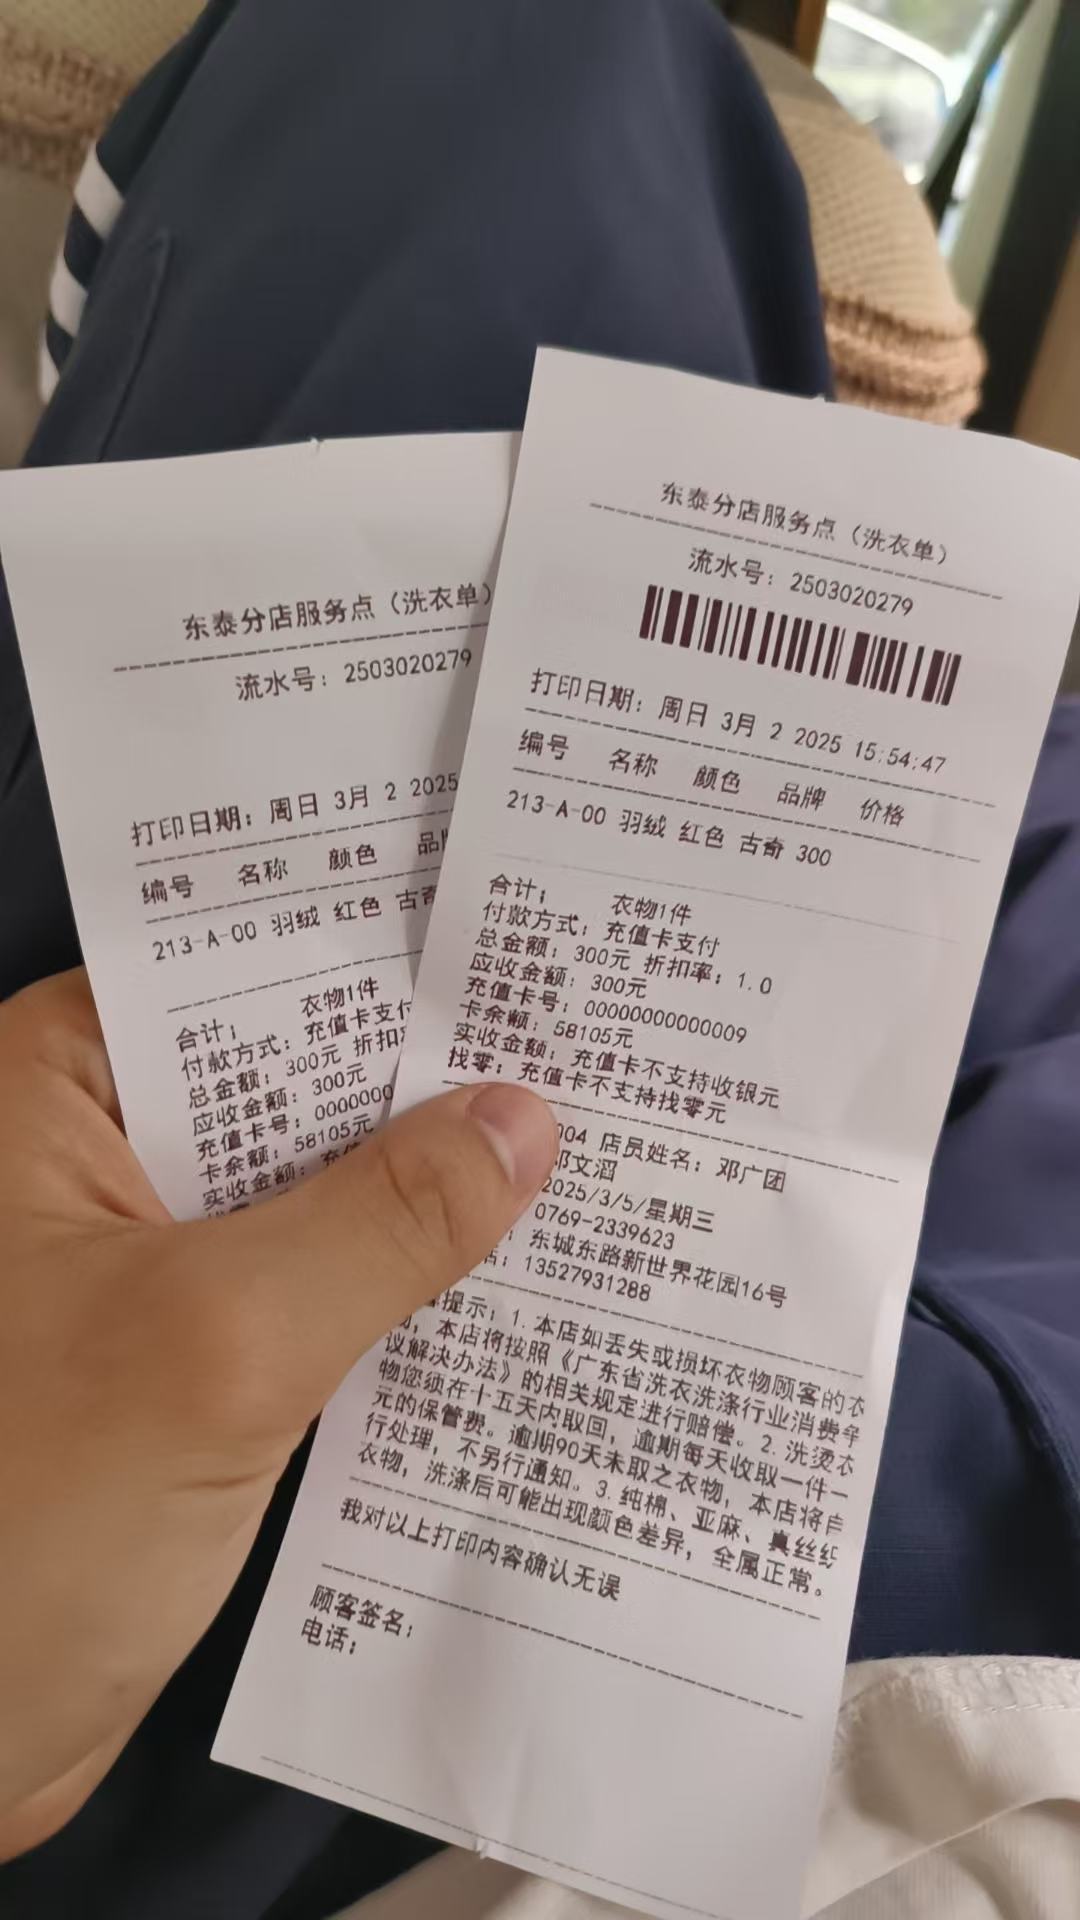 东泰分店服务点（洗衣单）
流水号：2503020279
打印日期：周日 3月 2 2025
编号 名称 颜色
213-A-00 羽绒 红色 古奇
合计； 衣物1件
付款方式：充值卡支付
总金额：300元 折扣
应收金额：300元
充值卡号：0000000
卡余额：58105元
实收金额：充值
东泰分店服务点（洗衣单）
流水号：2503020279
打印日期：周日 3月 2 2025 15:54:47
编号 名称 颜色 品牌 价格
213-A-00 羽绒 红色 古奇 300
合计； 衣物1件
付款方式：充值卡支付
总金额：300元 折扣率：1.0
应收金额：300元
充值卡号：00000000000009
卡余额：58105元
实收金额：充值卡不支持收银元
找零：充值卡不支持找零元
004 店员姓名：邓广团
邓文滔
2025/3/5/星期三
0769-2339623
：东城东路新世界花园16号
：13527931288
提示：1.本店如丢失或损坏衣物顾客的衣
物，本店将按照《广东省洗衣洗涤行业消费争
议解决办法》的相关规定进行赔偿。2.洗烫衣
物您须在十五天内取回，逾期每天收取一件一
元的保管费。逾期90天未取之衣物，本店将自
行处理，不另行通知。3.纯棉、亚麻、真丝织
衣物，洗涤后可能出现颜色差异，全属正常。
我对以上打印内容确认无误
顾客签名：
电话；